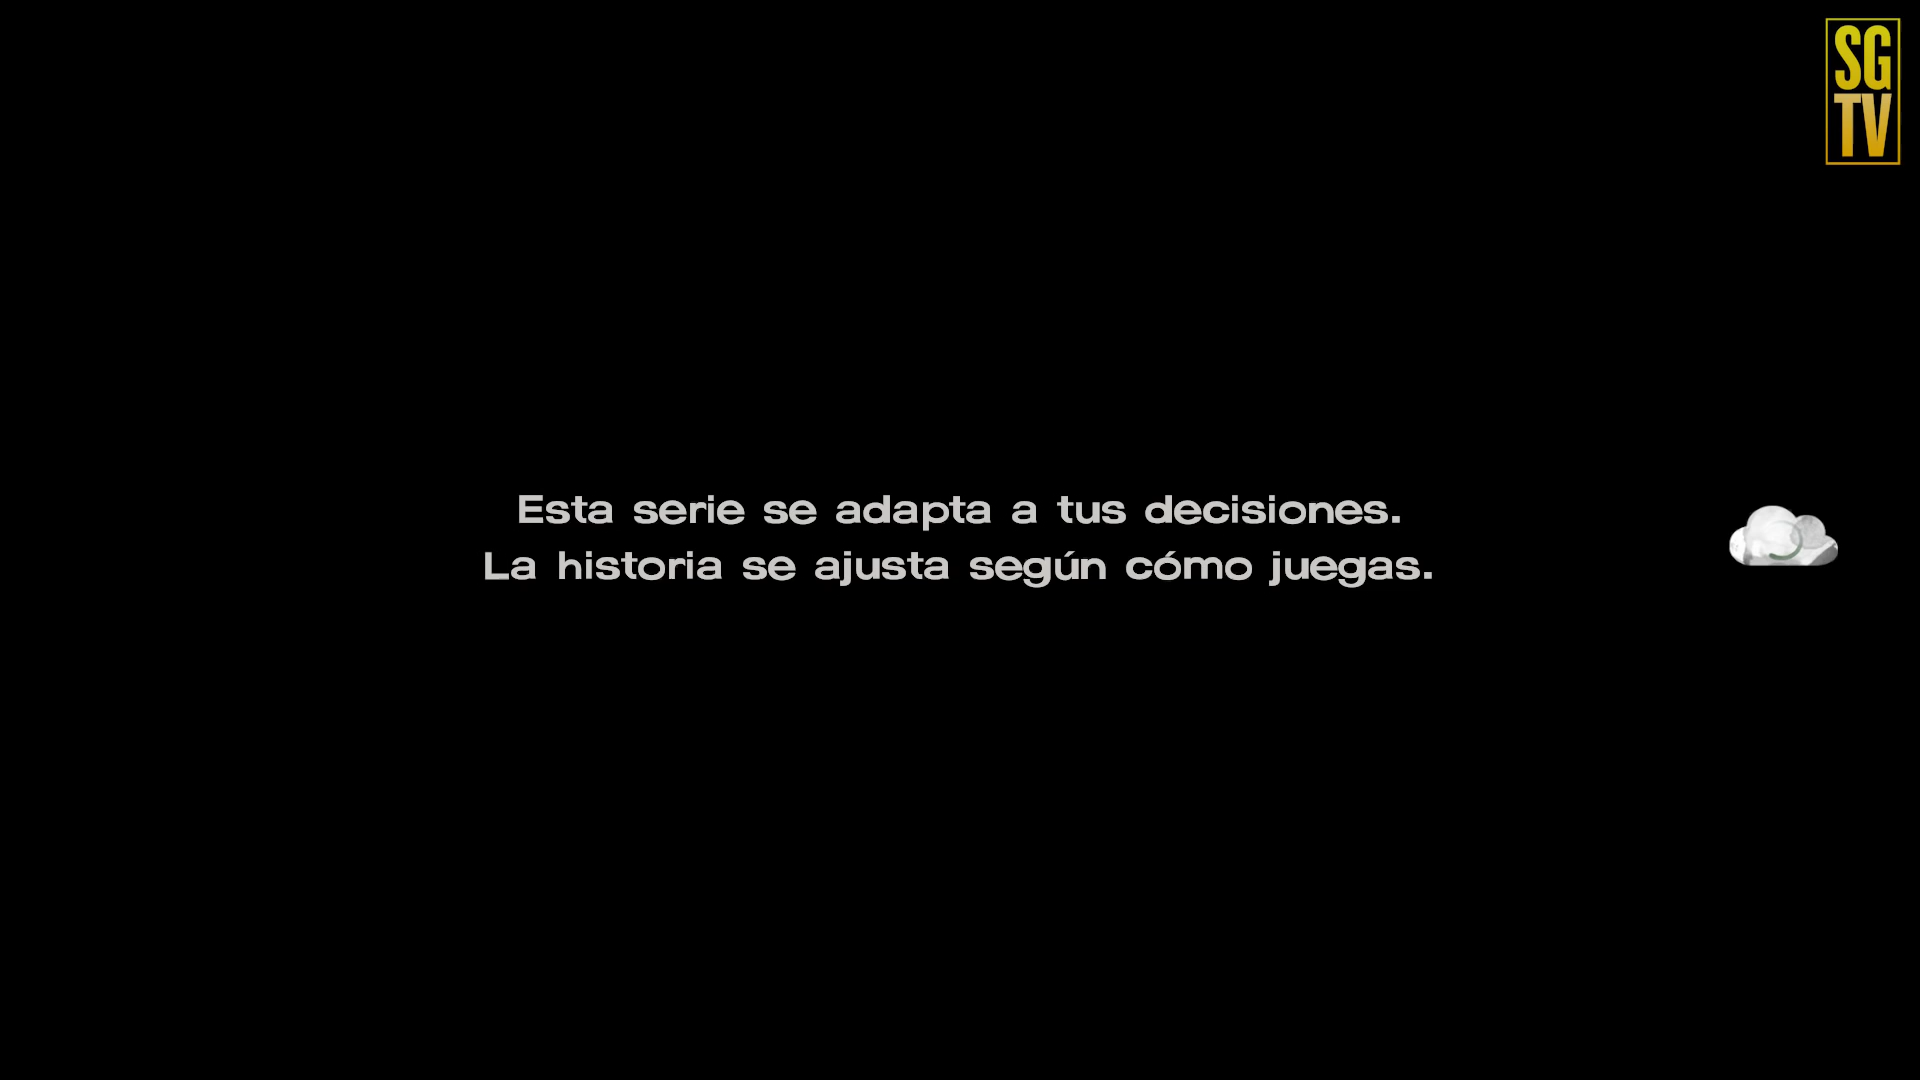 SG
TV
Esta serie se adapta a tus decisiones.
La historia se ajusta según cómo juegas.